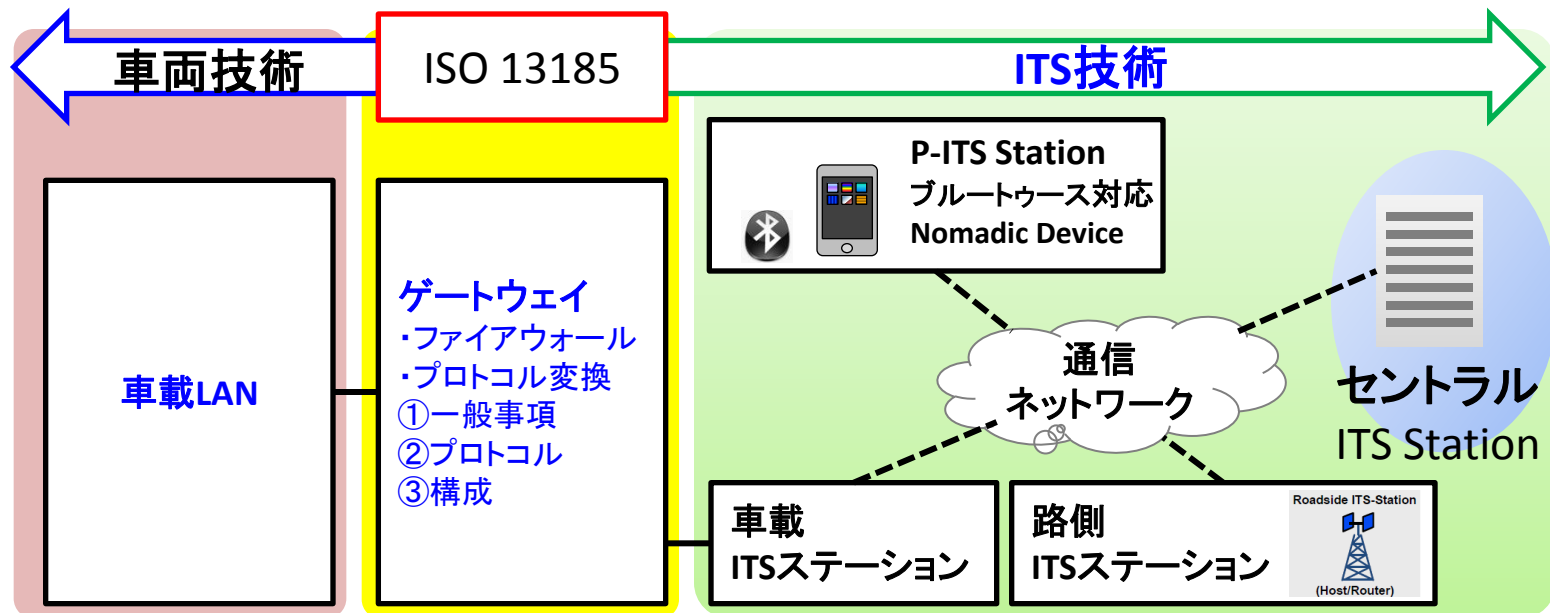 車両技術
ISO 13185
ITS技術
P-ITS Station
ブルートゥース対応
Nomadic Device
車載LAN
ゲートウェイ
・ファイアウォール
・プロトコル変換
①一般事項
②プロトコル
③構成
通信
ネットワーク
セントラル
ITS Station
車載
ITSステーション
路側
ITSステーション
Roadside ITS-Station
(Host/Router)